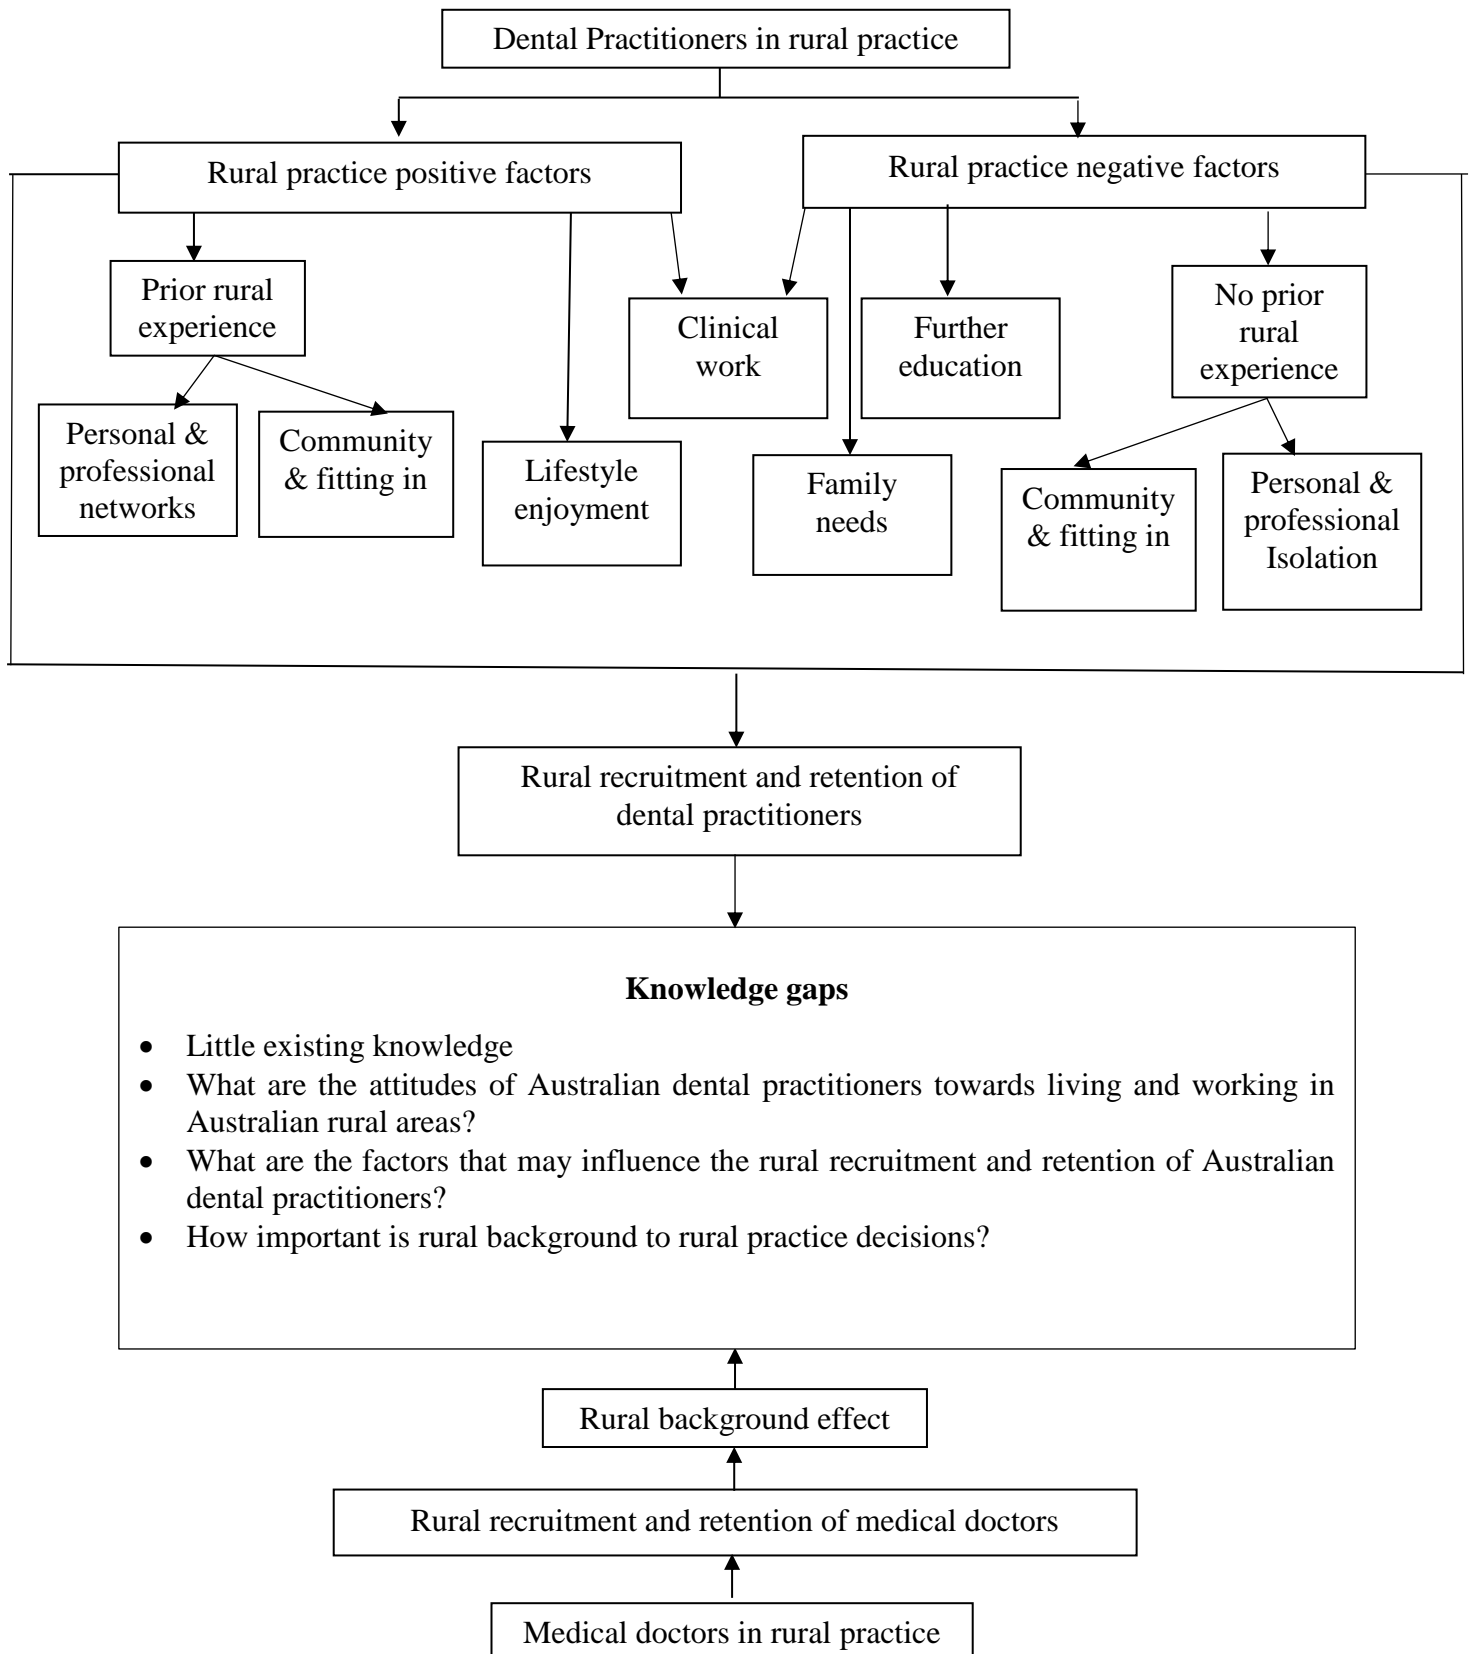 Dental Practitioners in rural practice
Rural practice positive factors
Rural practice negative factors
Prior rural
experience
No prior
rural
experience
Clinical
work
Further
education
Personal &
professional
networks
Community
& fitting in
Lifestyle
enjoyment
Family
needs
Community
& fitting in
Personal &
professional
Isolation
Rural recruitment and retention of
dental practitioners
Knowledge gaps
• Little existing knowledge
• What are the attitudes of Australian dental practitioners towards living and working in
Australian rural areas?
• What are the factors that may influence the rural recruitment and retention of Australian
dental practitioners?
• How important is rural background to rural practice decisions?
Rural background effect
Rural recruitment and retention of medical doctors
Medical doctors in rural practice